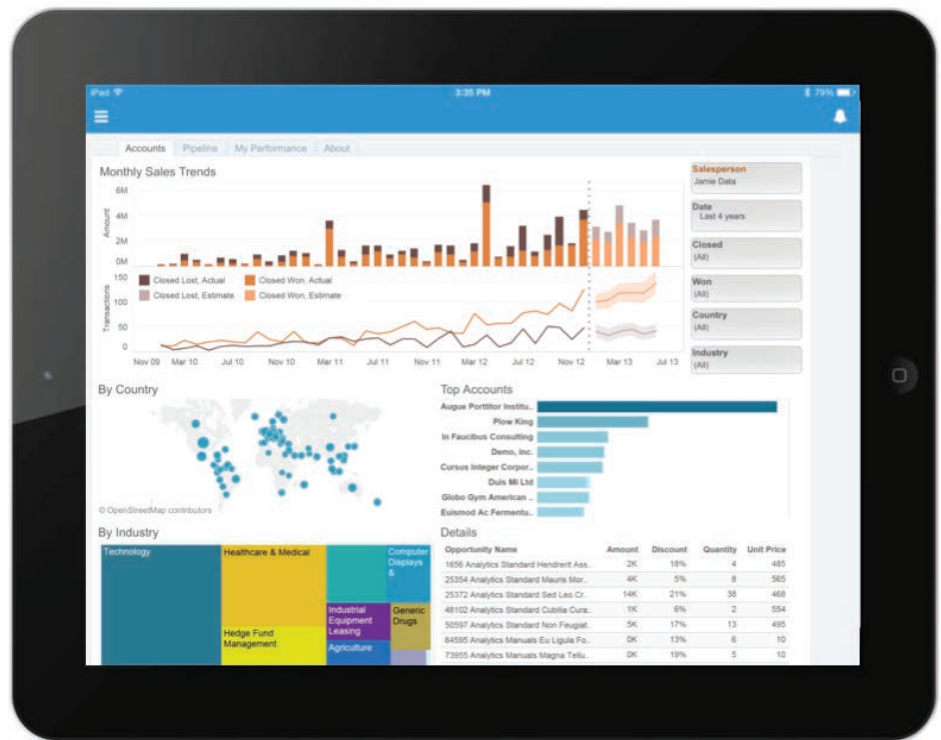 iPad 3:35 PM 79%
Accounts Pipeline My Performance About
Monthly Sales Trends
Amount
6M
4M
2M
0M
Closed Lost, Actual Closed Won, Actual
Closed Lost, Estimate Closed Won, Estimate
Transactions
150
100
50
0
Nov 09 Mar 10 Jul 10 Nov 10 Mar 11 Jul 11 Nov 11 Mar 12 Jul 12 Nov 12 Mar 13 Jul 13
Salesperson
Jamie Data
Date
Last 4 years
Closed
(All)
Won
(All)
Country
(All)
Industry
(All)
By Country
© OpenStreetMap contributors
Top Accounts
Augue Porttitor Institu..
Plow King
In Faucibus Consulting
Demo, Inc.
Cursus Integer Corpor..
Duis Mi Ltd
Globo Gym American ..
Euismod Ac Fermentu..
By Industry
Technology
Healthcare & Medical
Hedge Fund
Management
Computer
Displays
&
Industrial
Equipment
Leasing
Generic
Drugs
Agriculture
Details
Opportunity Name Amount Discount Quantity Unit Price
1656 Analytics Standard Hendrerit Ass.. 2K 18% 4 485
25354 Analytics Standard Mauris Mor.. 4K 5% 8 565
25372 Analytics Standard Sed Leo Cr.. 14K 21% 38 468
48102 Analytics Standard Cubilia Cura.. 1K 6% 2 554
50597 Analytics Standard Non Feugiat.. 5K 17% 13 495
64595 Analytics Manuals Eu Ligula Fo.. 0K 13% 6 10
73955 Analytics Manuals Magna Tellu.. 0K 19% 5 10